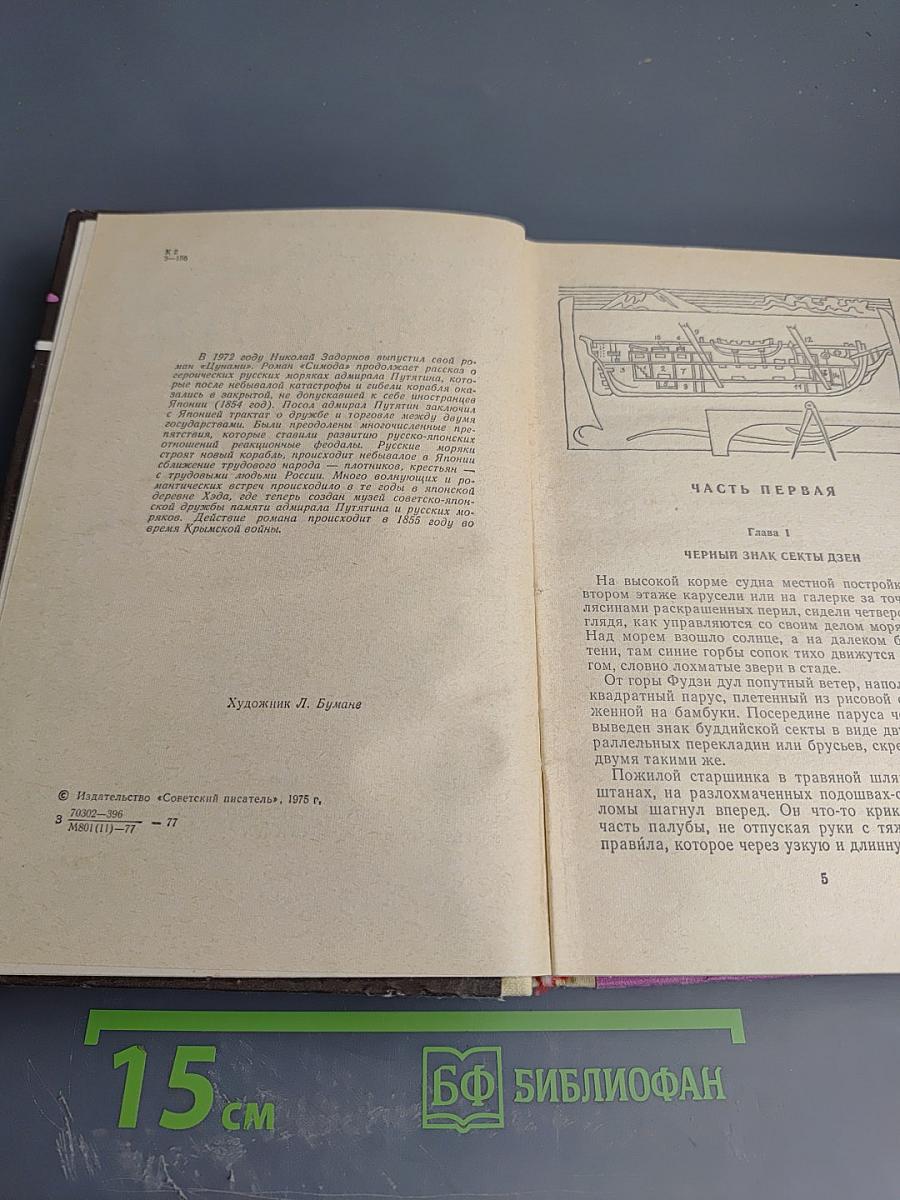 К 2
З—156
В 1972 году Николай Задорнов выпустил свой ро-
ман «Цунами». Роман «Симода» продолжает рассказ о
героических русских моряках адмирала Путятина, кото-
рые после небывалой катастрофы и гибели корабля ока-
зались в закрытой, не допускавшей к себе иностранцев
Японии (1854 год). Посол адмирал Путятин заключил
с Японией трактат о дружбе и торговле между двумя
государствами. Были преодолены многочисленные пре-
пятствия, которые ставили развитию русско-японских
отношений реакционные феодалы. Русские моряки
строят новый корабль, происходит небывалое в Японии
сближение трудового народа — плотников, крестьян —
с трудовыми людьми России. Много волнующих и ро-
мантических встреч происходило в те годы в японской
деревне Хэда, где теперь создан музей советско-япон-
ской дружбы памяти адмирала Путятина и русских мо-
ряков. Действие романа происходит в 1855 году во
время Крымской войны.
Художник Л. Бумане
© Издательство «Советский писатель», 1975 г,
З 70302—396
М801(11)—77 — 77
ЧАСТЬ ПЕРВАЯ
Глава 1
ЧЕРНЫЙ ЗНАК СЕКТЫ ДЗЕН
На высокой корме судна местной постройк
втором этаже карусели или на галерке за точ
лясинами раскрашенных перил, сидели четверо
глядя, как управляются со своим делом моря
Над морем взошло солнце, а на далеком б
тени, там синие горбы сопок тихо движутся
гом, словно лохматые звери в стаде.
От горы Фудзи дул попутный ветер, напол
квадратный парус, плетенный из рисовой с
женной на бамбуки. Посередине паруса че
выведен знак буддийской секты в виде дву
раллельных перекладин или брусьев, скре
двумя такими же.
Пожилой старшинка в травяной шля
штанах, на разлохмаченных подошвах-с
ломы шагнул вперед. Он что-то крик
часть палубы, не отпуская руки с тяж
прави́ла, которое через узкую и длинну
5
15 см
БФ БИБЛИОФАН